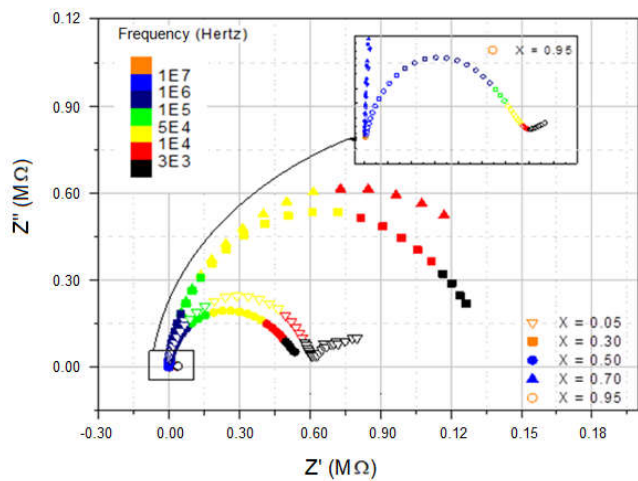 0.12
Frequency (Hertz)
1E7
1E6
1E5
5E4
1E4
3E3
X = 0.95
0.90
0.60
0.30
0.00
Z'' (MΩ)
X = 0.05
X = 0.30
X = 0.50
X = 0.70
X = 0.95
-0.30 0.00 0.30 0.60 0.90 0.12 0.15 0.18
Z' (MΩ)